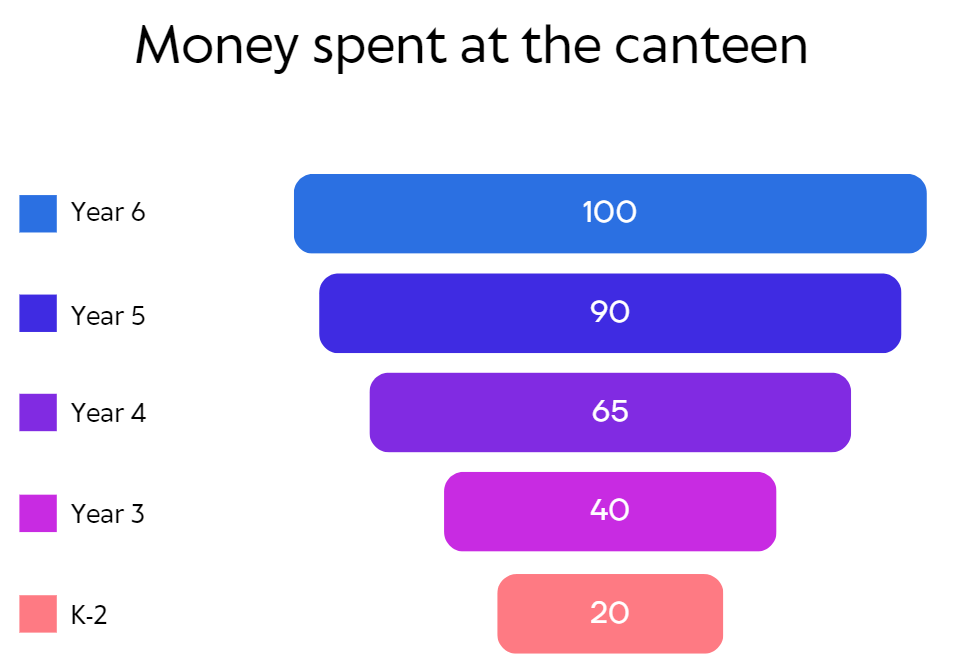 Money spent at the canteen
Year 6 100
Year 5 90
Year 4 65
Year 3 40
K-2 20